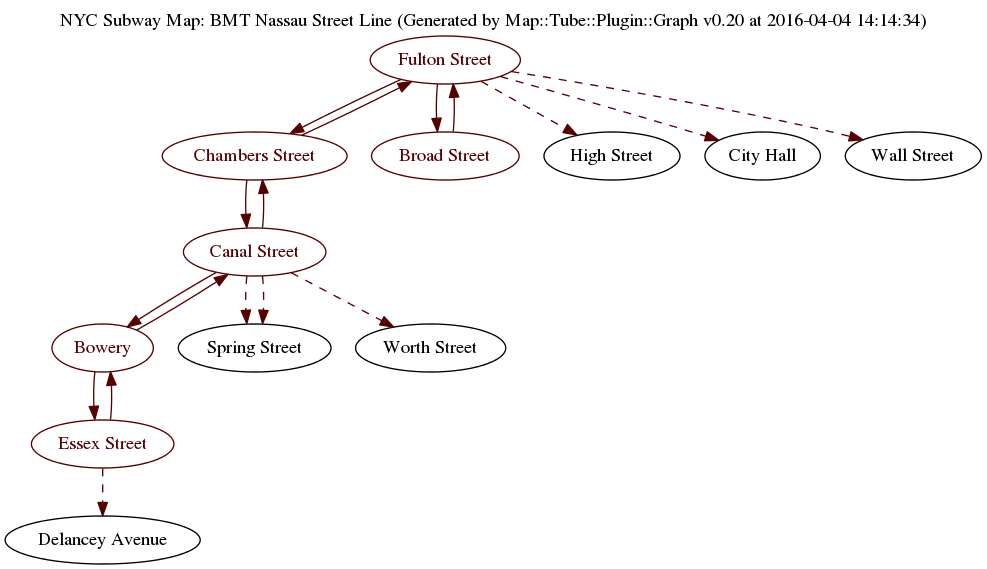 NYC Subway Map: BMT Nassau Street Line (Generated by Map::Tube::Plugin::Graph v0.20 at 2016-04-04 14:14:34)
Fulton Street
Chambers Street
Broad Street
High Street
City Hall
Wall Street
Canal Street
Bowery
Spring Street
Worth Street
Essex Street
Delancey Avenue